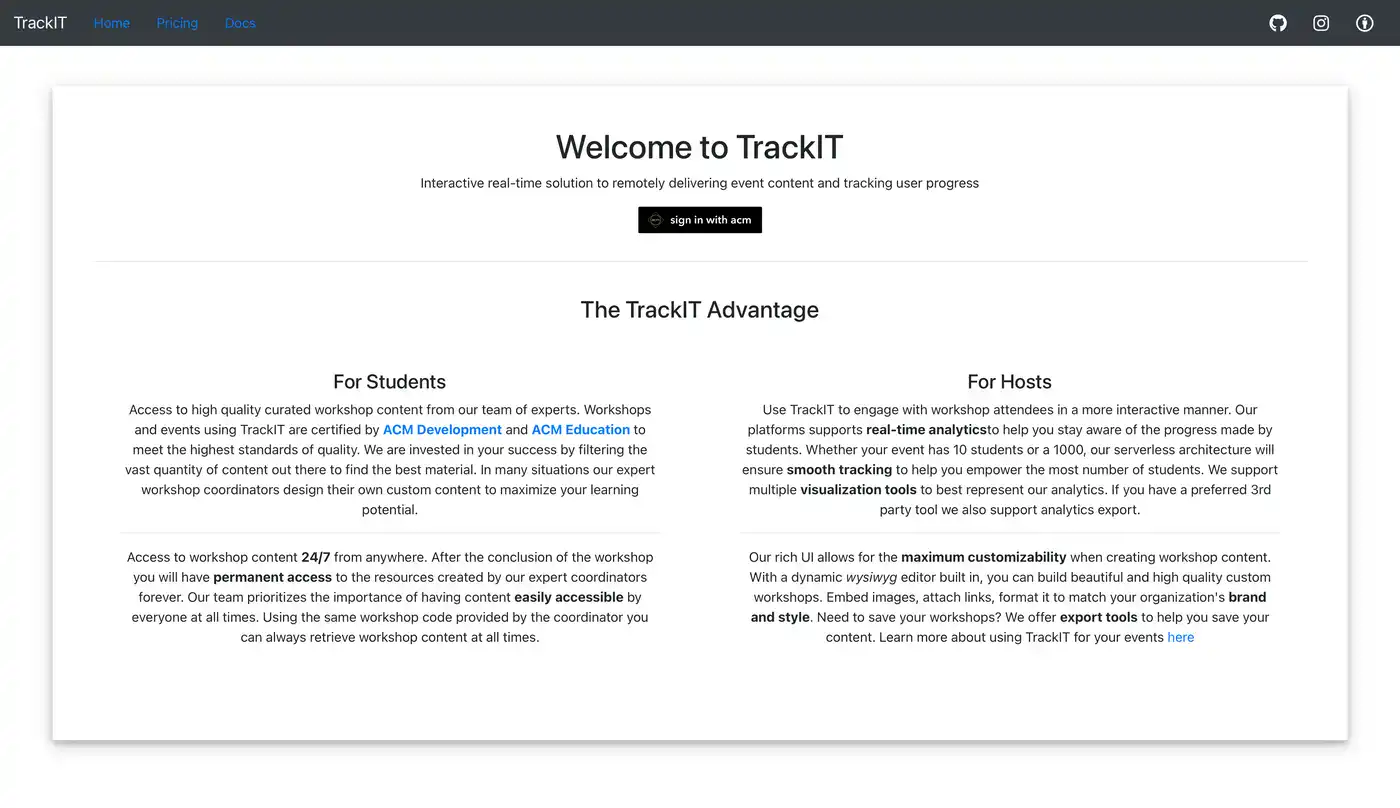 TrackIT Home Pricing Docs
Welcome to TrackIT
Interactive real-time solution to remotely delivering event content and tracking user progress
sign in with acm
The TrackIT Advantage
For Students
Access to high quality curated workshop content from our team of experts. Workshops
and events using TrackIT are certified by ACM Development and ACM Education to
meet the highest standards of quality. We are invested in your success by filtering the
vast quantity of content out there to find the best material. In many situations our expert
workshop coordinators design their own custom content to maximize your learning
potential.
Access to workshop content 24/7 from anywhere. After the conclusion of the workshop
you will have permanent access to the resources created by our expert coordinators
forever. Our team prioritizes the importance of having content easily accessible by
everyone at all times. Using the same workshop code provided by the coordinator you
can always retrieve workshop content at all times.
For Hosts
Use TrackIT to engage with workshop attendees in a more interactive manner. Our
platforms supports real-time analyticsto help you stay aware of the progress made by
students. Whether your event has 10 students or a 1000, our serverless architecture will
ensure smooth tracking to help you empower the most number of students. We support
multiple visualization tools to best represent our analytics. If you have a preferred 3rd
party tool we also support analytics export.
Our rich UI allows for the maximum customizability when creating workshop content.
With a dynamic wysiwyg editor built in, you can build beautiful and high quality custom
workshops. Embed images, attach links, format it to match your organization's brand
and style. Need to save your workshops? We offer export tools to help you save your
content. Learn more about using TrackIT for your events here